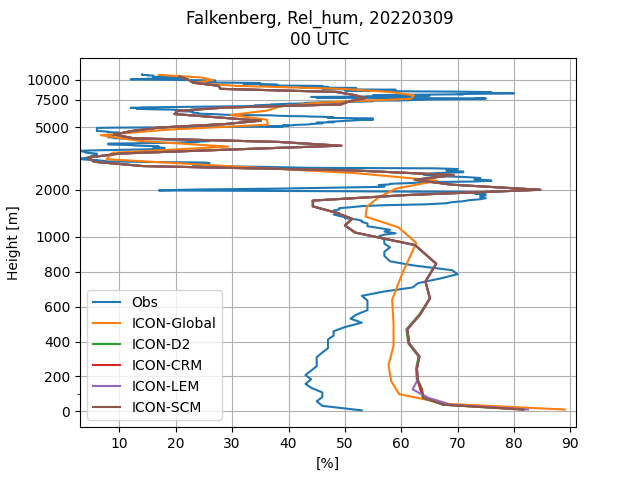 Falkenberg, Rel_hum, 20220309
00 UTC
Height [m]
10000
7500
5000
2000
1000
800
600
400
200
0
Obs
ICON-Global
ICON-D2
ICON-CRM
ICON-LEM
ICON-SCM
10 20 30 40 50 60 70 80 90
[%]